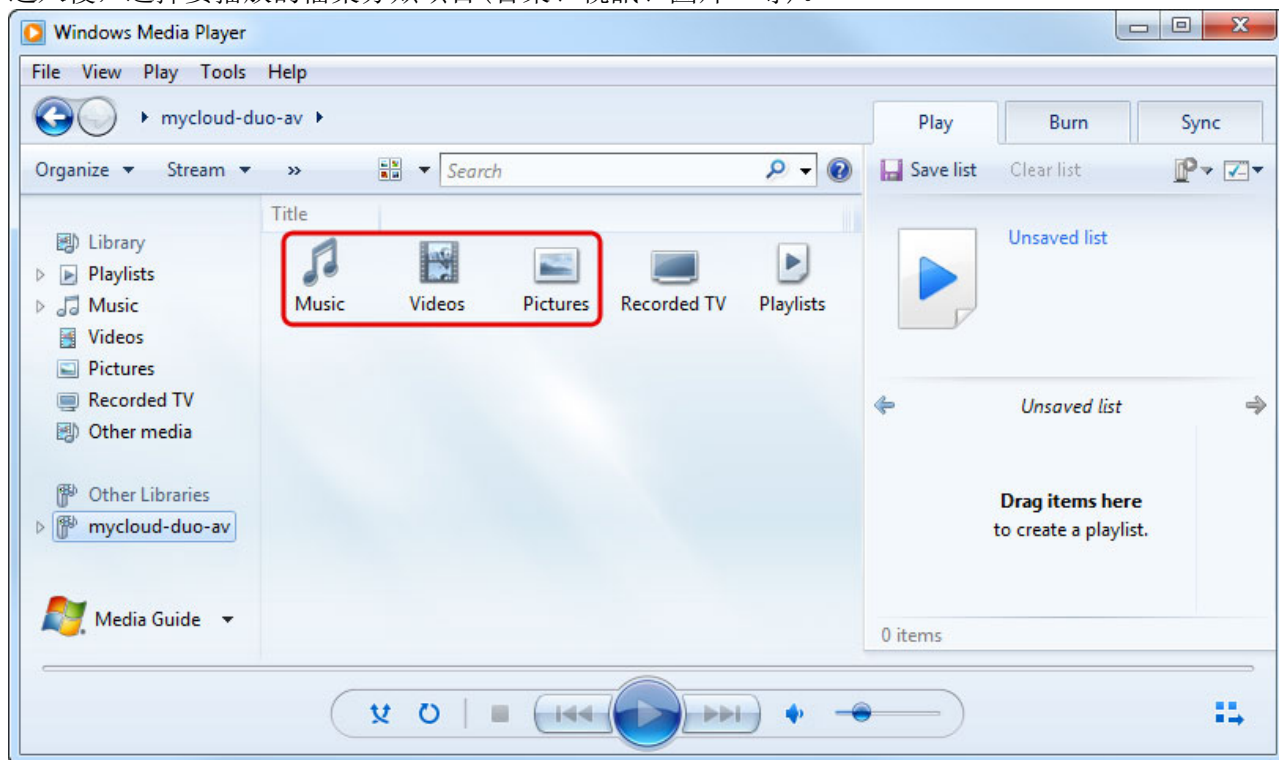 Windows Media Player
File View Play Tools Help
mycloud-duo-av
Play Burn Sync
Organize Stream » Search
Save list Clear list
Title
Library
Playlists
Music
Videos
Pictures
Recorded TV
Other media
Other Libraries
mycloud-duo-av
Media Guide
Music Videos Pictures Recorded TV Playlists
Unsaved list
Unsaved list
Drag items here
to create a playlist.
0 items